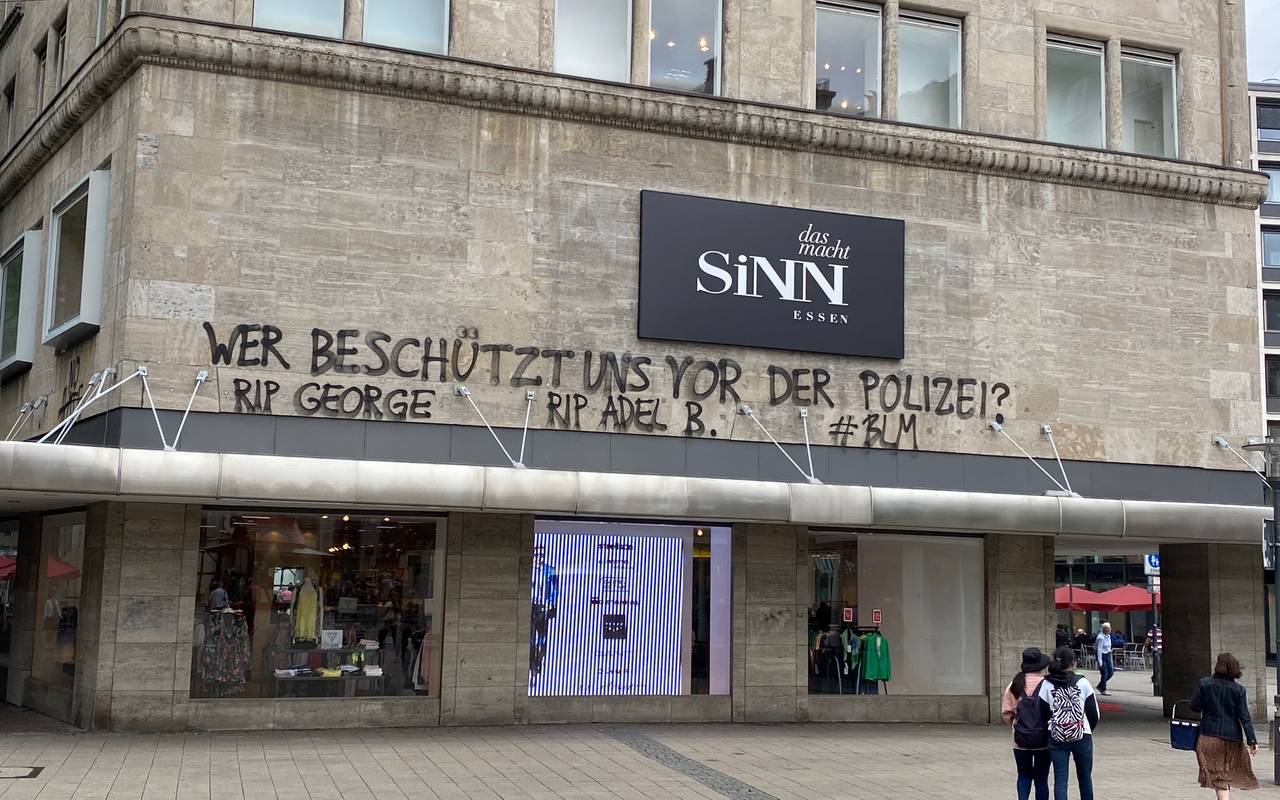 das
macht
SiNN
ESSEN
WER BESCHÜTZT UNS VOR DER POLIZEI?
RIP GEORGE RIP ADEL B. #BLM